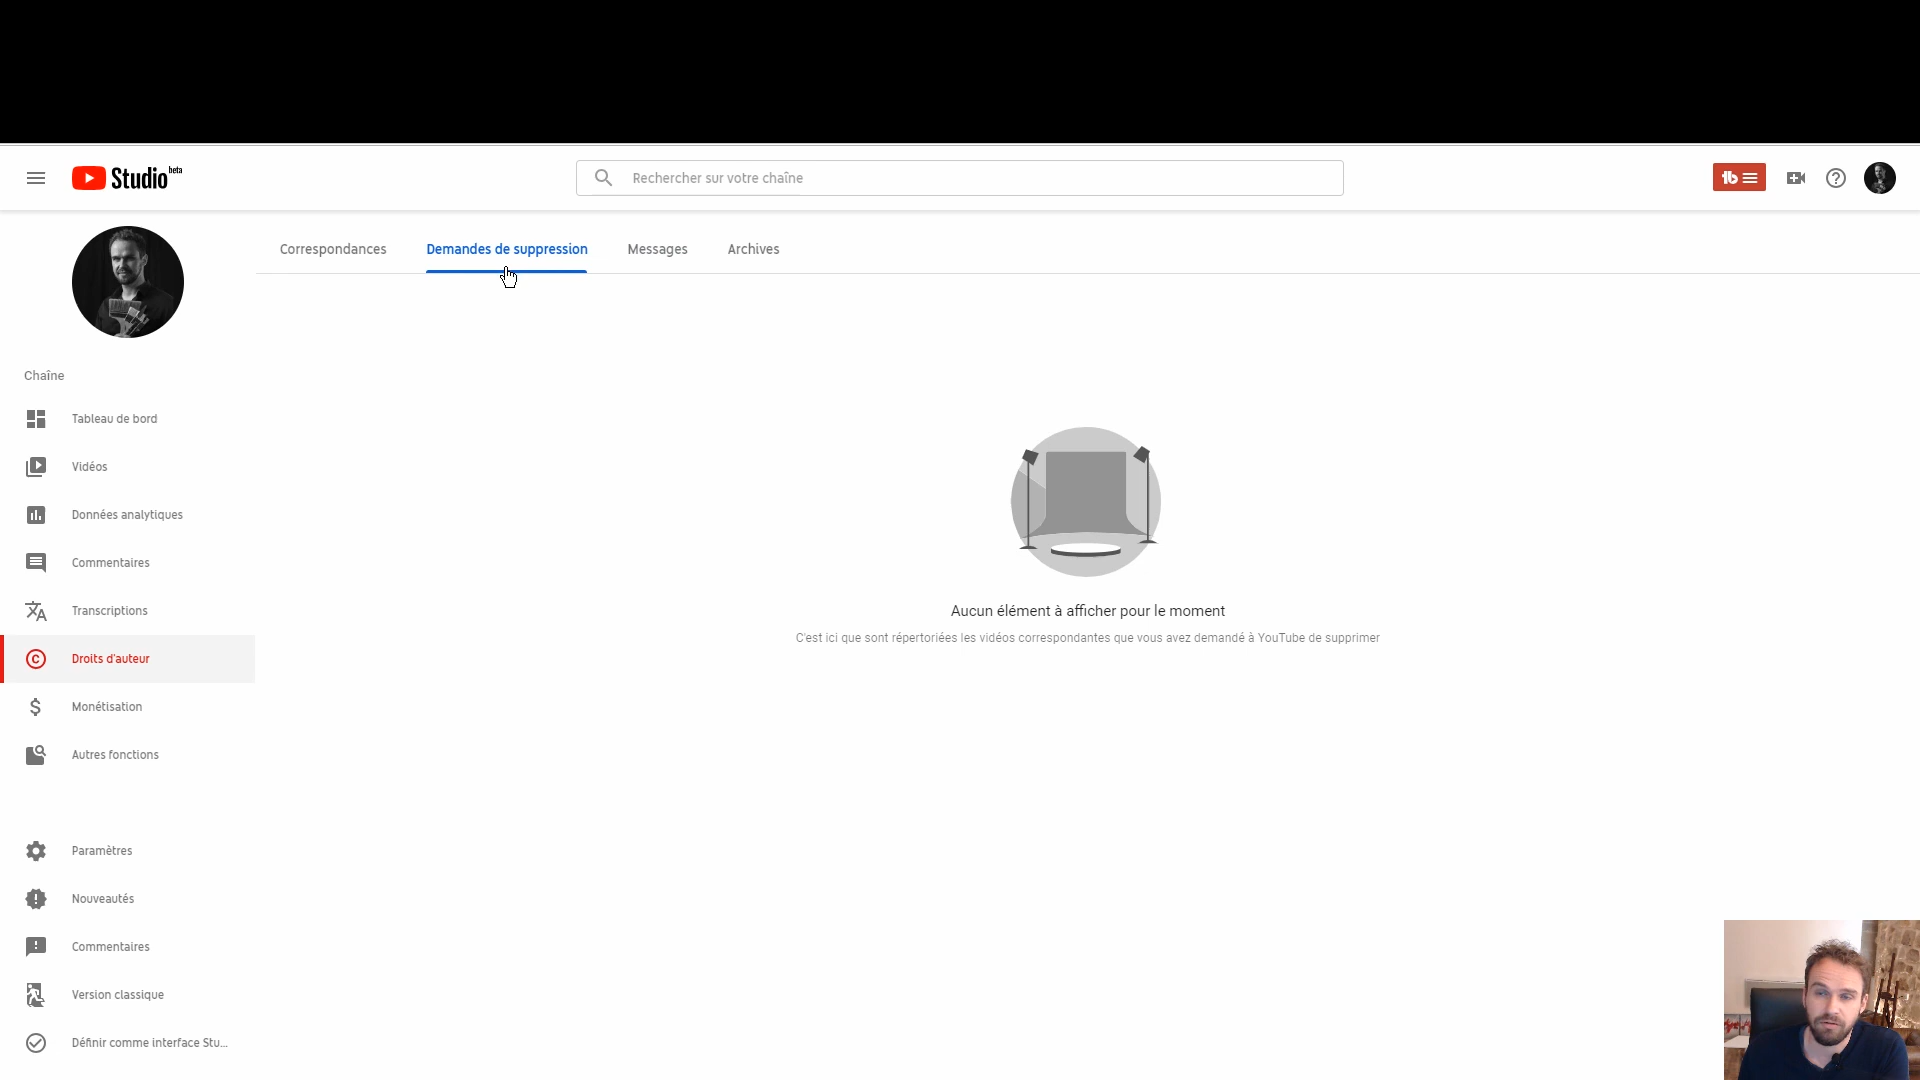 Studio beta
Rechercher sur votre chaîne
Correspondances
Demandes de suppression
Messages
Archives
Chaîne
Tableau de bord
Vidéos
Données analytiques
Commentaires
Transcriptions
Droits d'auteur
Monétisation
Autres fonctions
Aucun élément à afficher pour le moment
C'est ici que sont répertoriées les vidéos correspondantes que vous avez demandé à YouTube de supprimer
Paramètres
Nouveautés
Commentaires
Version classique
Définir comme interface Stu...